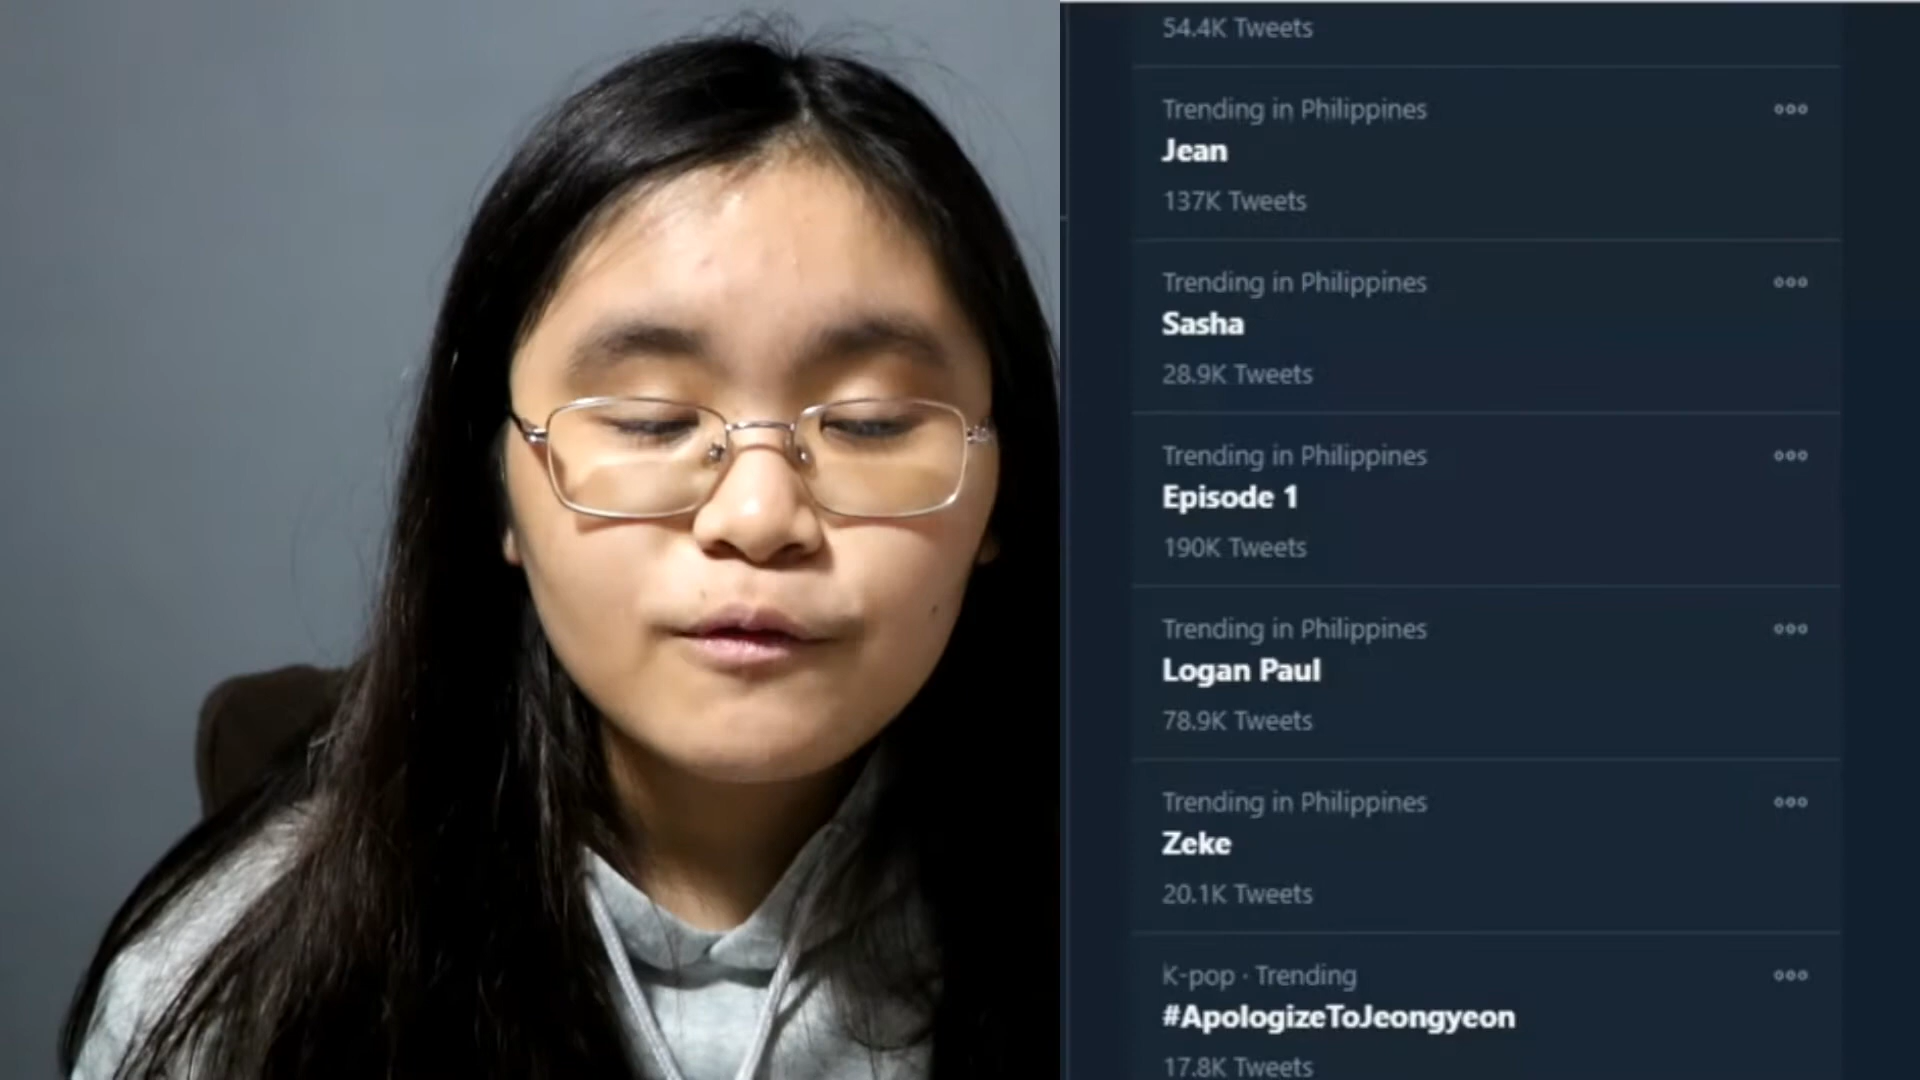 54.4K Tweets
Trending in Philippines
Jean
137K Tweets
Trending in Philippines
Sasha
28.9K Tweets
Trending in Philippines
Episode 1
190K Tweets
Trending in Philippines
Logan Paul
78.9K Tweets
Trending in Philippines
Zeke
20.1K Tweets
K-pop · Trending
#ApologizeToJeongyeon
17.8K Tweets